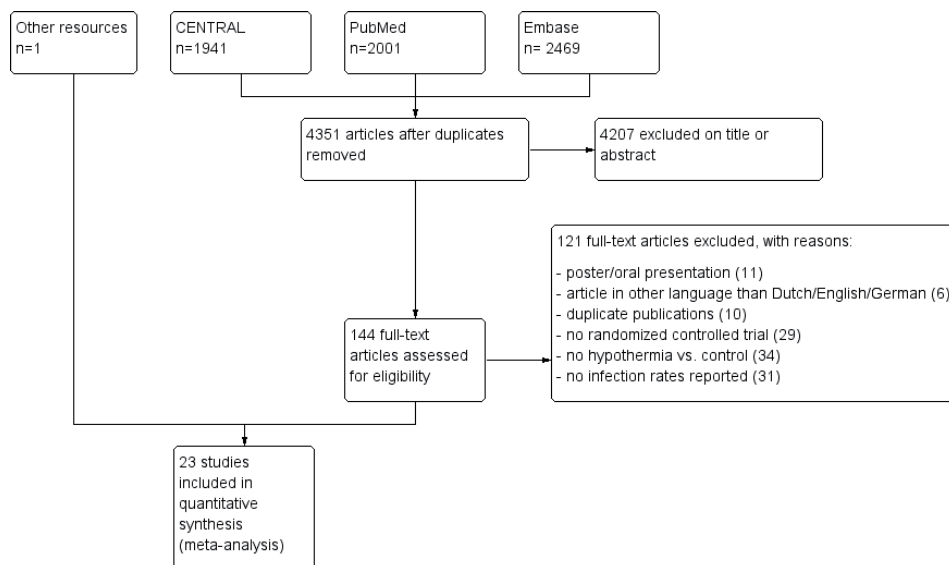 Other resources
n=1
CENTRAL
n=1941
PubMed
n=2001
Embase
n= 2469
4351 articles after duplicates
removed
4207 excluded on title or
abstract
121 full-text articles excluded, with reasons:
- poster/oral presentation (11)
- article in other language than Dutch/English/German (6)
- duplicate publications (10)
- no randomized controlled trial (29)
- no hypothermia vs. control (34)
- no infection rates reported (31)
144 full-text
articles assessed
for eligibility
23 studies
included in
quantitative
synthesis
(meta-analysis)